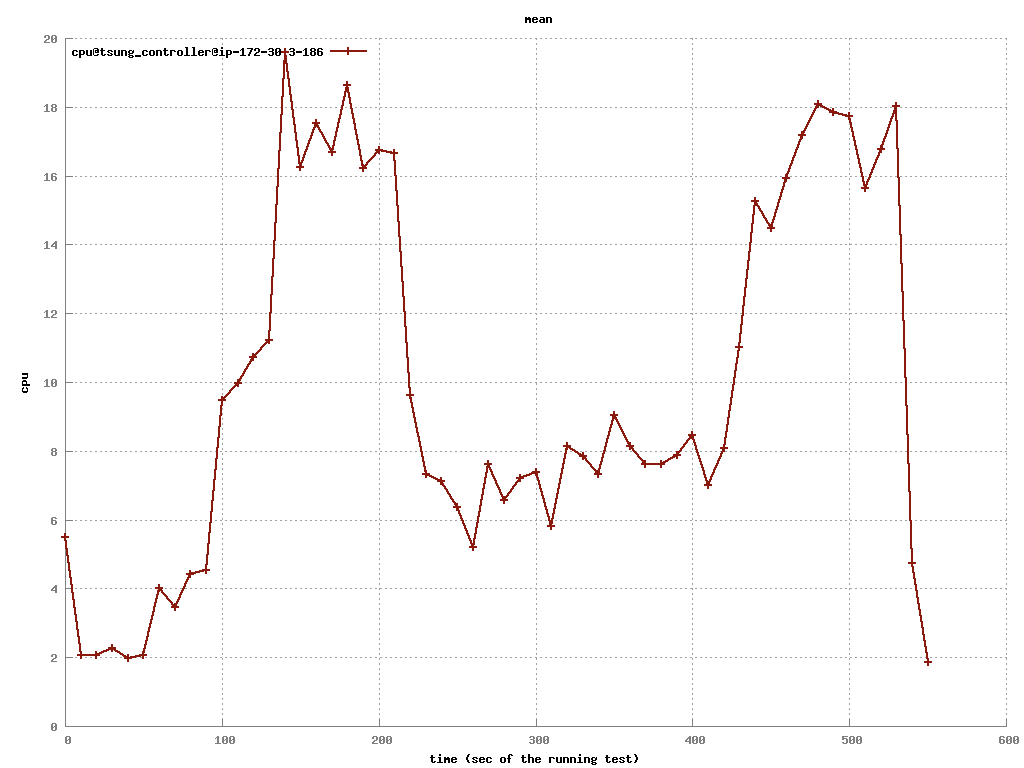 mean
20
cpu@tsung_controller@ip-172-30-3-186
18
16
14
12
10
cpu
8
6
4
2
0
0 100 200 300 400 500 600
time (sec of the running test)